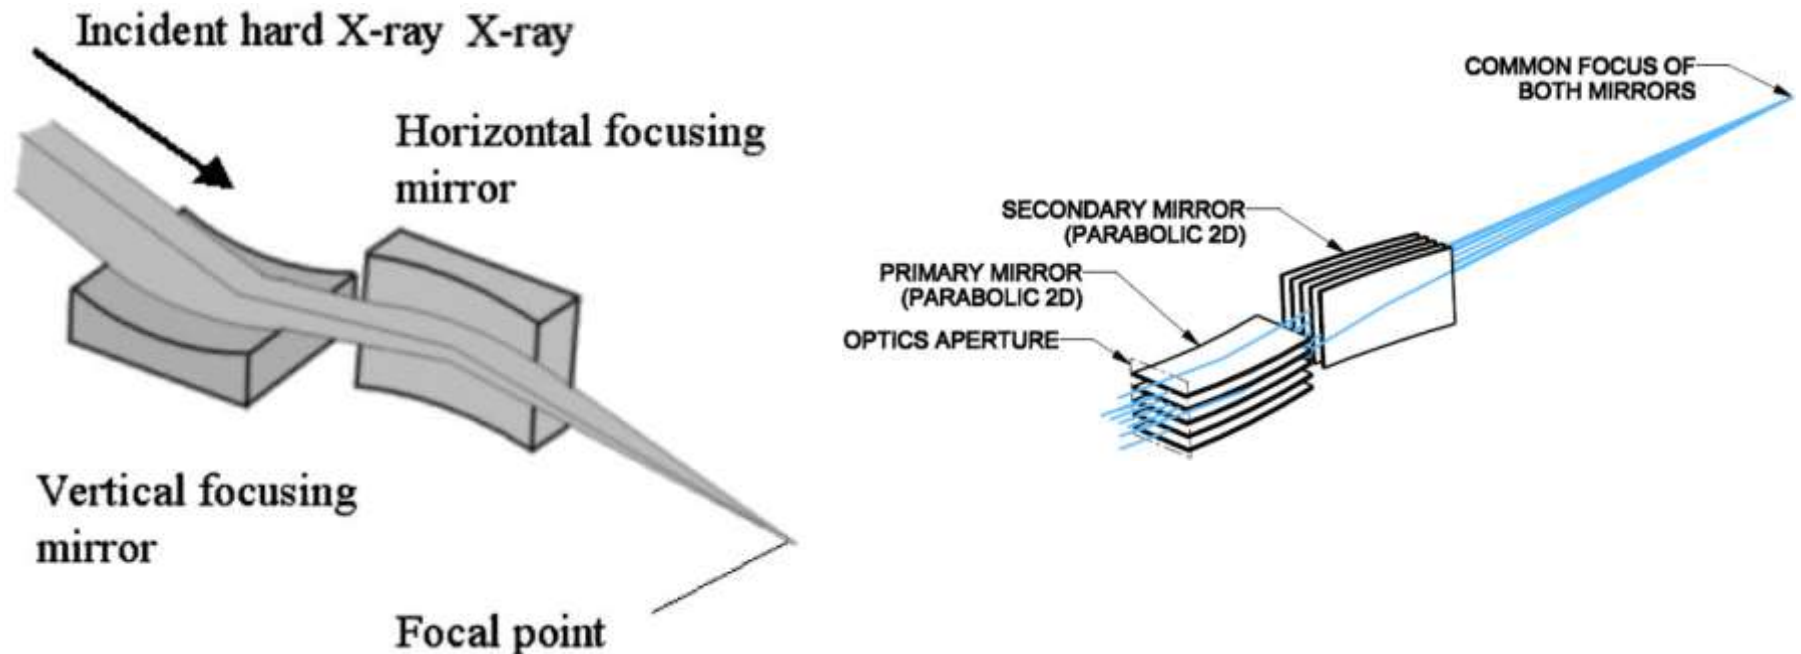 Incident hard X-ray  X-ray
Horizontal focusing
mirror
Vertical focusing
mirror
Focal point
COMMON FOCUS OF
BOTH MIRRORS
SECONDARY MIRROR
(PARABOLIC 2D)
PRIMARY MIRROR
(PARABOLIC 2D)
OPTICS APERTURE